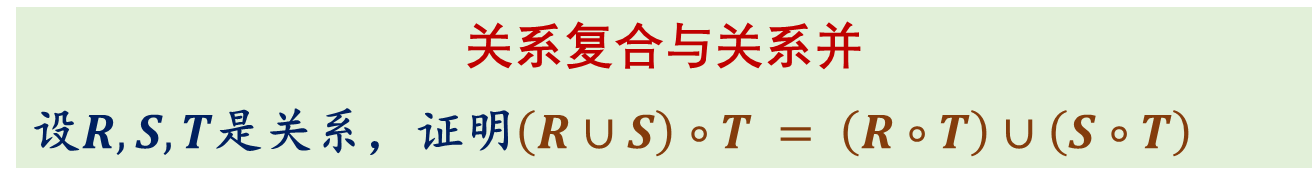 关系复合与关系并
设R,S,T是关系，证明(R ∪ S) ∘ T = (R ∘ T) ∪ (S ∘ T)